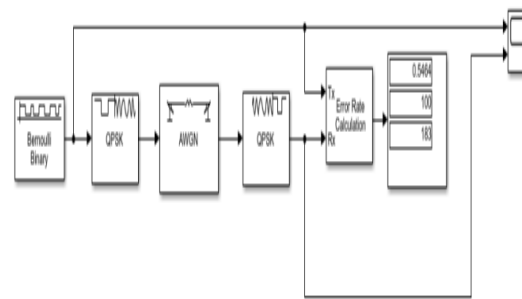 Bernoulli
Binary
QPSK
AWGN
QPSK
Tx
Rx
Error Rate
Calculation
0.5464
100
183